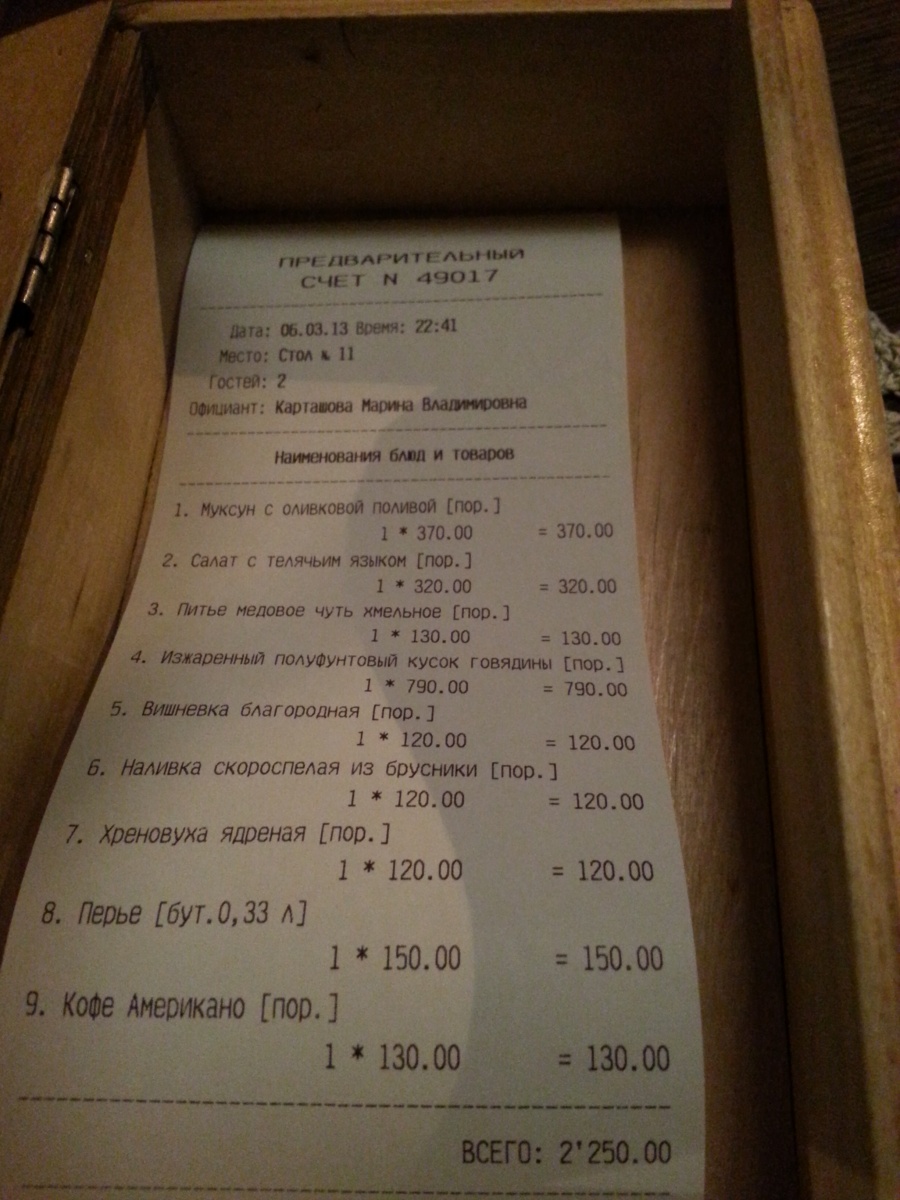 ПРЕДВАРИТЕЛЬНЫЙ
СЧЕТ N 49017
Дата: 06.03.13 Время: 22:41
Место: Стол № 11
Гостей: 2
Официант: Карташова Марина Владимировна
Наименования блюд и товаров
1. Муксун с оливковой поливой [пор.]
1 * 370.00 = 370.00
2. Салат с телячьим языком [пор.]
1 * 320.00 = 320.00
3. Питье медовое чуть хмельное [пор.]
1 * 130.00 = 130.00
4. Изжаренный полуфунтовый кусок говядины [пор.]
1 * 790.00 = 790.00
5. Вишневка благородная [пор.]
1 * 120.00 = 120.00
6. Наливка скороспелая из брусники [пор.]
1 * 120.00 = 120.00
7. Хреновуха ядреная [пор.]
1 * 120.00 = 120.00
8. Перье [бут.0,33 л]
1 * 150.00 = 150.00
9. Кофе Американо [пор.]
1 * 130.00 = 130.00
ВСЕГО: 2'250.00